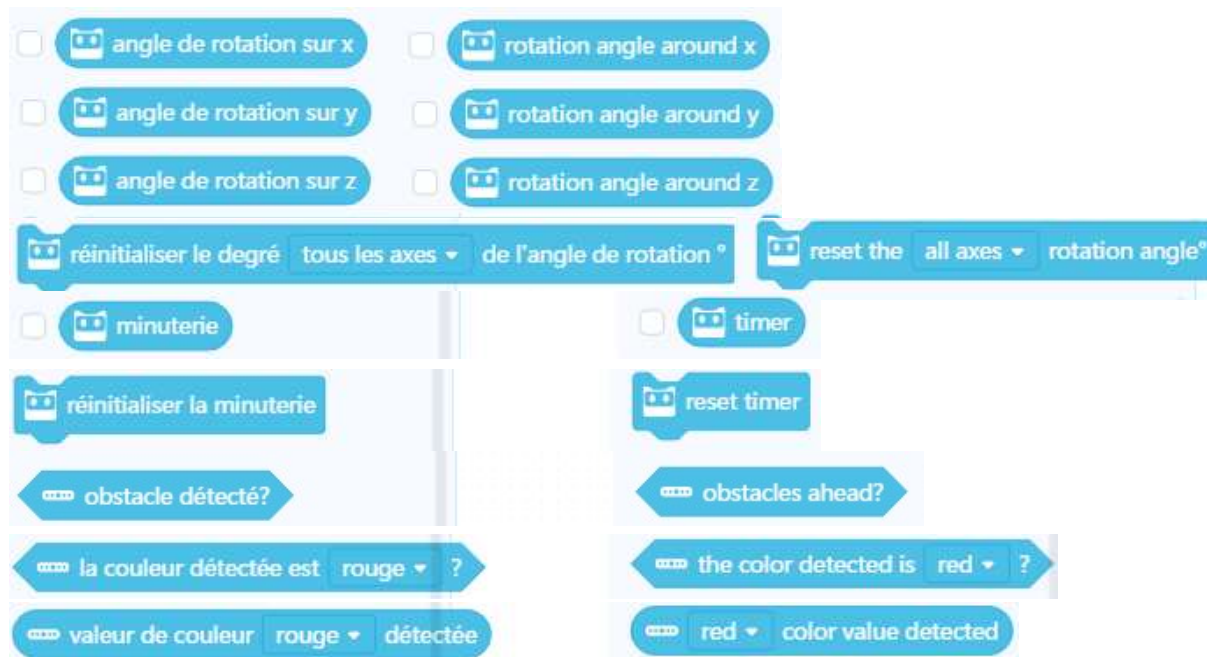 angle de rotation sur x rotation angle around x
angle de rotation sur y rotation angle around y
angle de rotation sur z rotation angle around z
réinitialiser le degré tous les axes de l'angle de rotation ° reset the all axes rotation angle°
minuterie timer
réinitialiser la minuterie reset timer
obstacle détecté? obstacles ahead?
la couleur détectée est rouge ? the color detected is red ?
valeur de couleur rouge détectée red color value detected